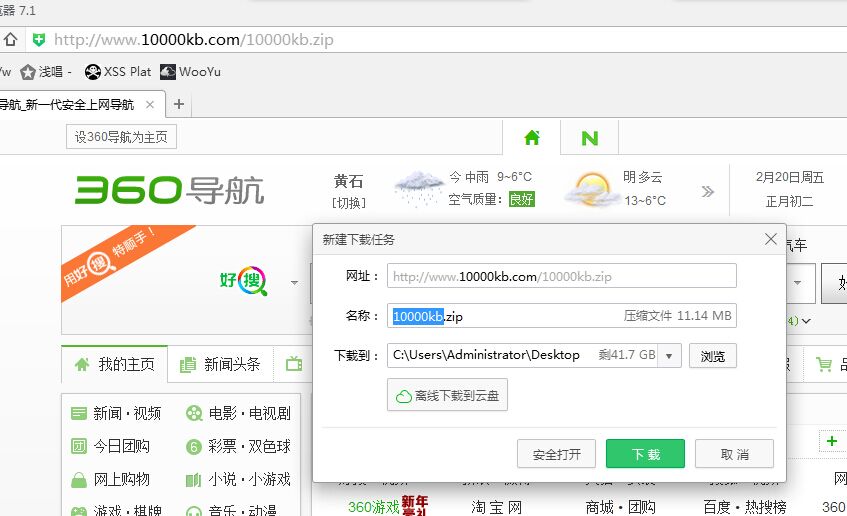 览器 7.1
http://www.10000kb.com/10000kb.zip
浅唱 - XSS Plat WooYu
导航_新一代安全上网导航
设360导航为主页
360导航
黄石 今 中雨 9~6°C 明 多云 2月20日周五
[切换] 空气质量： 良好 13~6°C 正月初二
用好搜 特顺手！
好搜
新建下载任务
汽车
网址： http://www.10000kb.com/10000kb.zip
名称： 10000kb.zip 压缩文件 11.14 MB
下载到： C:\Users\Administrator\Desktop 剩41.7 GB 浏览
离线下载到云盘
安全打开 下 载 取 消
我的主页 新闻头条
新闻 · 视频 电影 · 电视剧
今日团购 彩票 · 双色球
网上购物 小说 · 小游戏
游戏 · 棋牌 音乐 · 动漫
360游戏 新年 淘 宝 网 商城 · 团购 百度 · 热搜榜 360